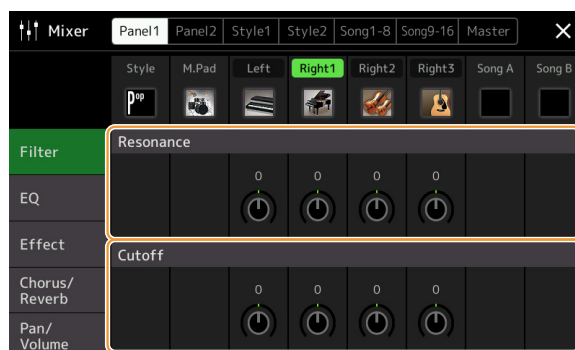 Mixer Panel1 Panel2 Style1 Style2 Song1-8 Song9-16 Master
Style M.Pad Left Right1 Right2 Right3 Song A Song B
Pop
Filter
Resonance
0 0 0 0
EQ
Effect
Cutoff
Chorus/
Reverb
0 0 0 0
Pan/
Volume